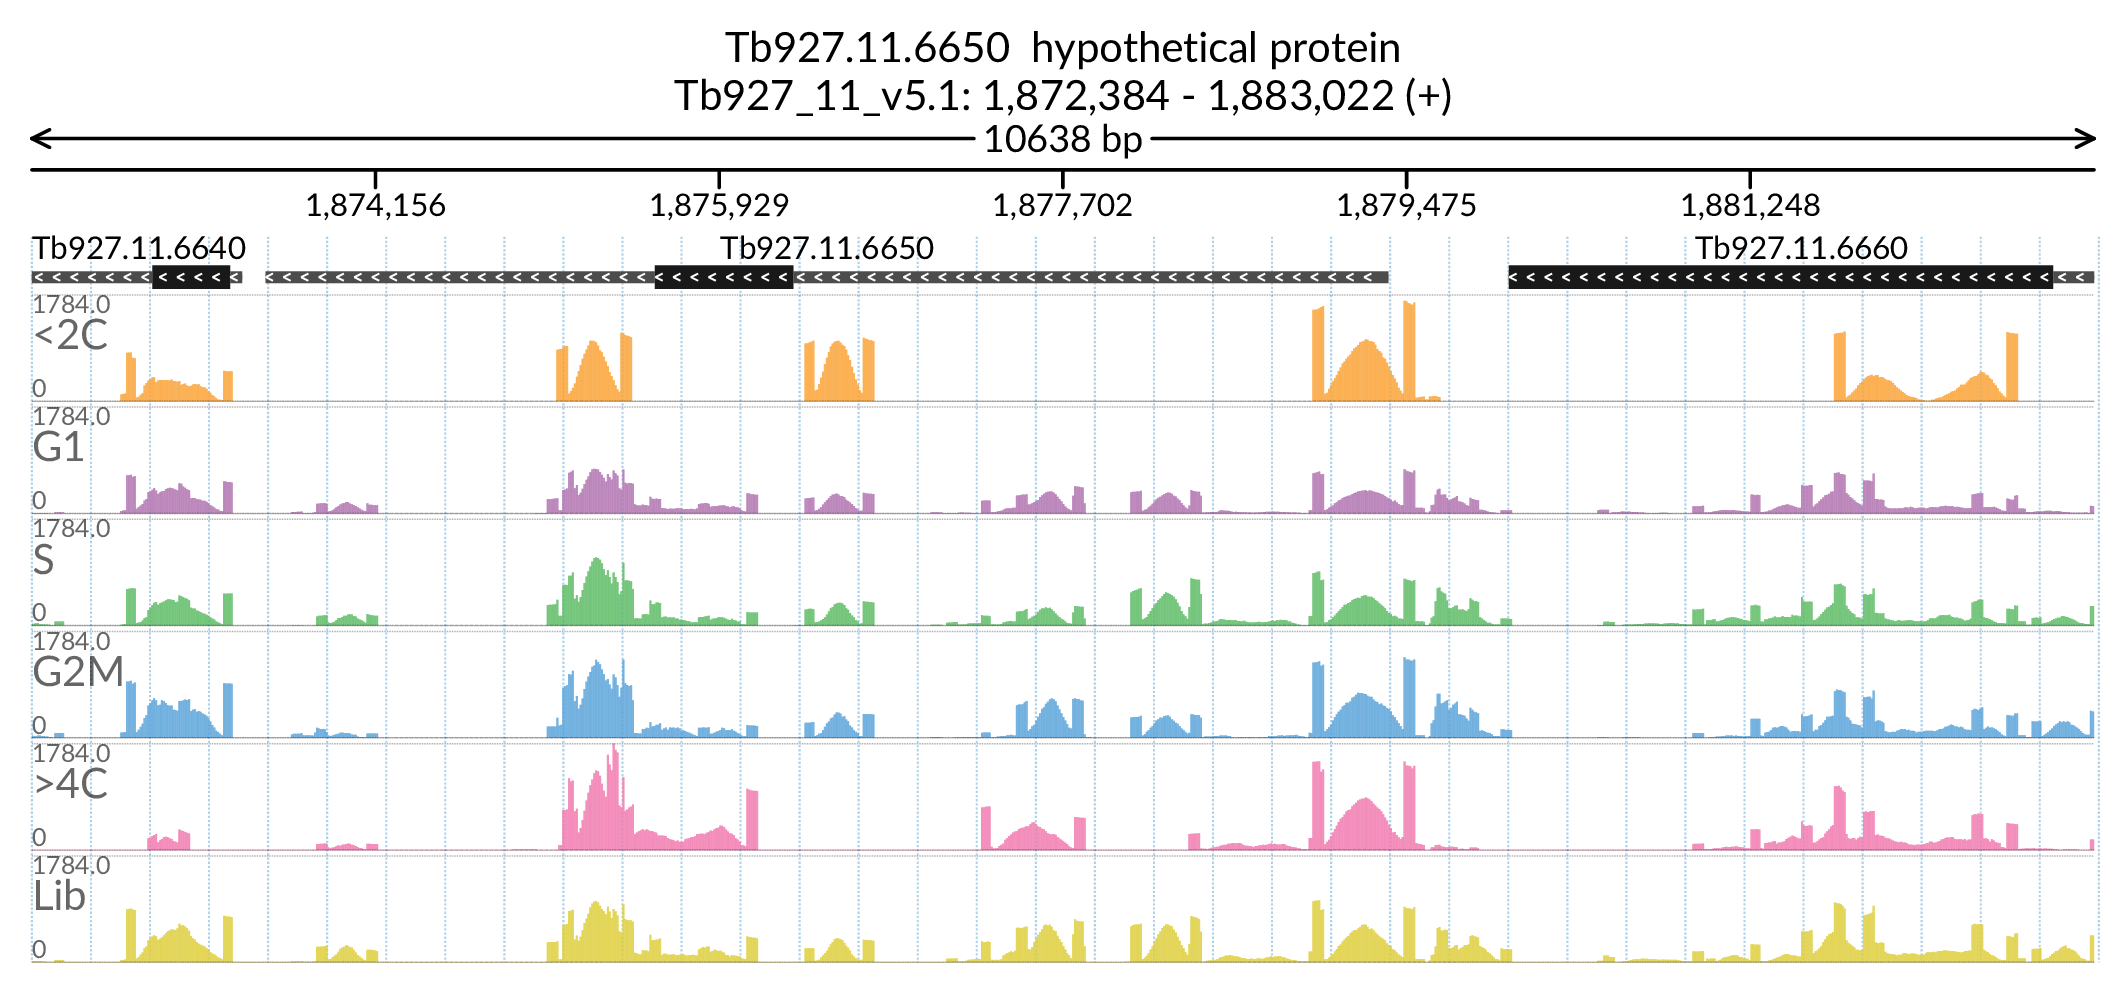 Tb927.11.6650 hypothetical protein
Tb927_11_v5.1: 1,872,384 - 1,883,022 (+)
10638 bp
1,874,156 1,875,929 1,877,702 1,879,475 1,881,248
Tb927.11.6640 Tb927.11.6650 Tb927.11.6660
1784.0
<2C
0
1784.0
G1
0
1784.0
S
0
1784.0
G2M
0
1784.0
>4C
0
1784.0
Lib
0